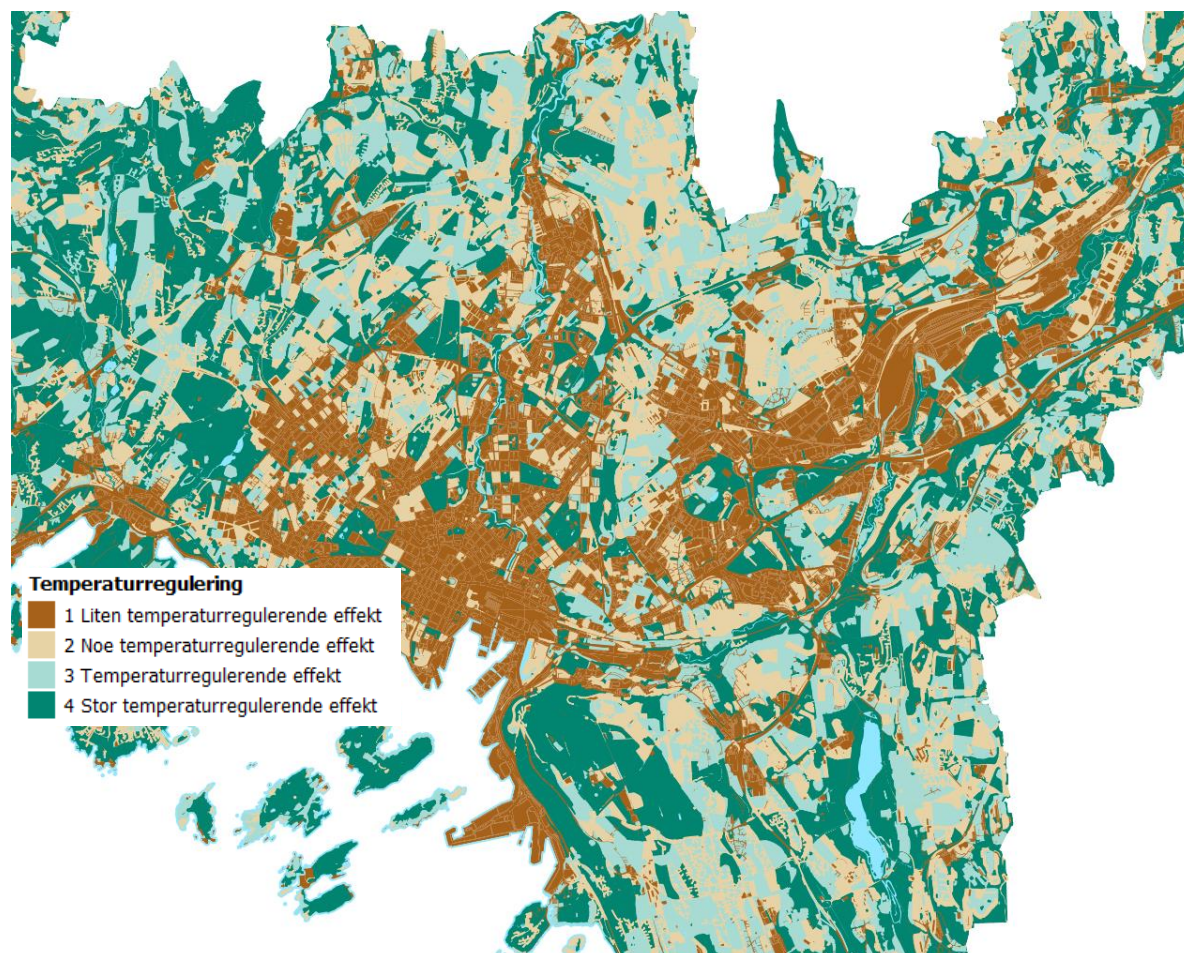 Temperaturregulering
1 Liten temperaturregulerende effekt
2 Noe temperaturregulerende effekt
3 Temperaturregulerende effekt
4 Stor temperaturregulerende effekt